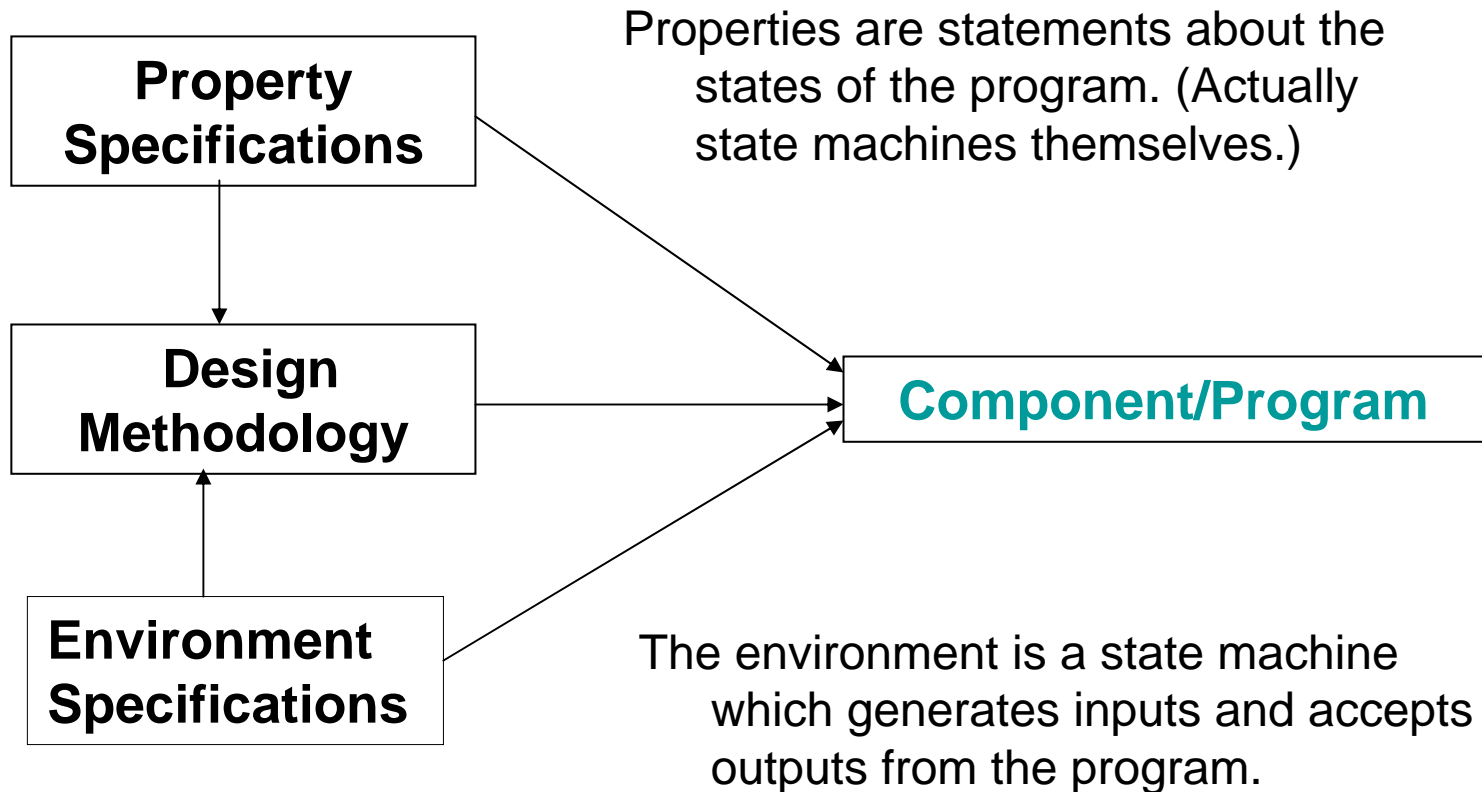 Property
Specifications
Properties are statements about the
states of the program. (Actually
state machines themselves.)
Design
Methodology
Component/Program
Environment
Specifications
The environment is a state machine
which generates inputs and accepts
outputs from the program.